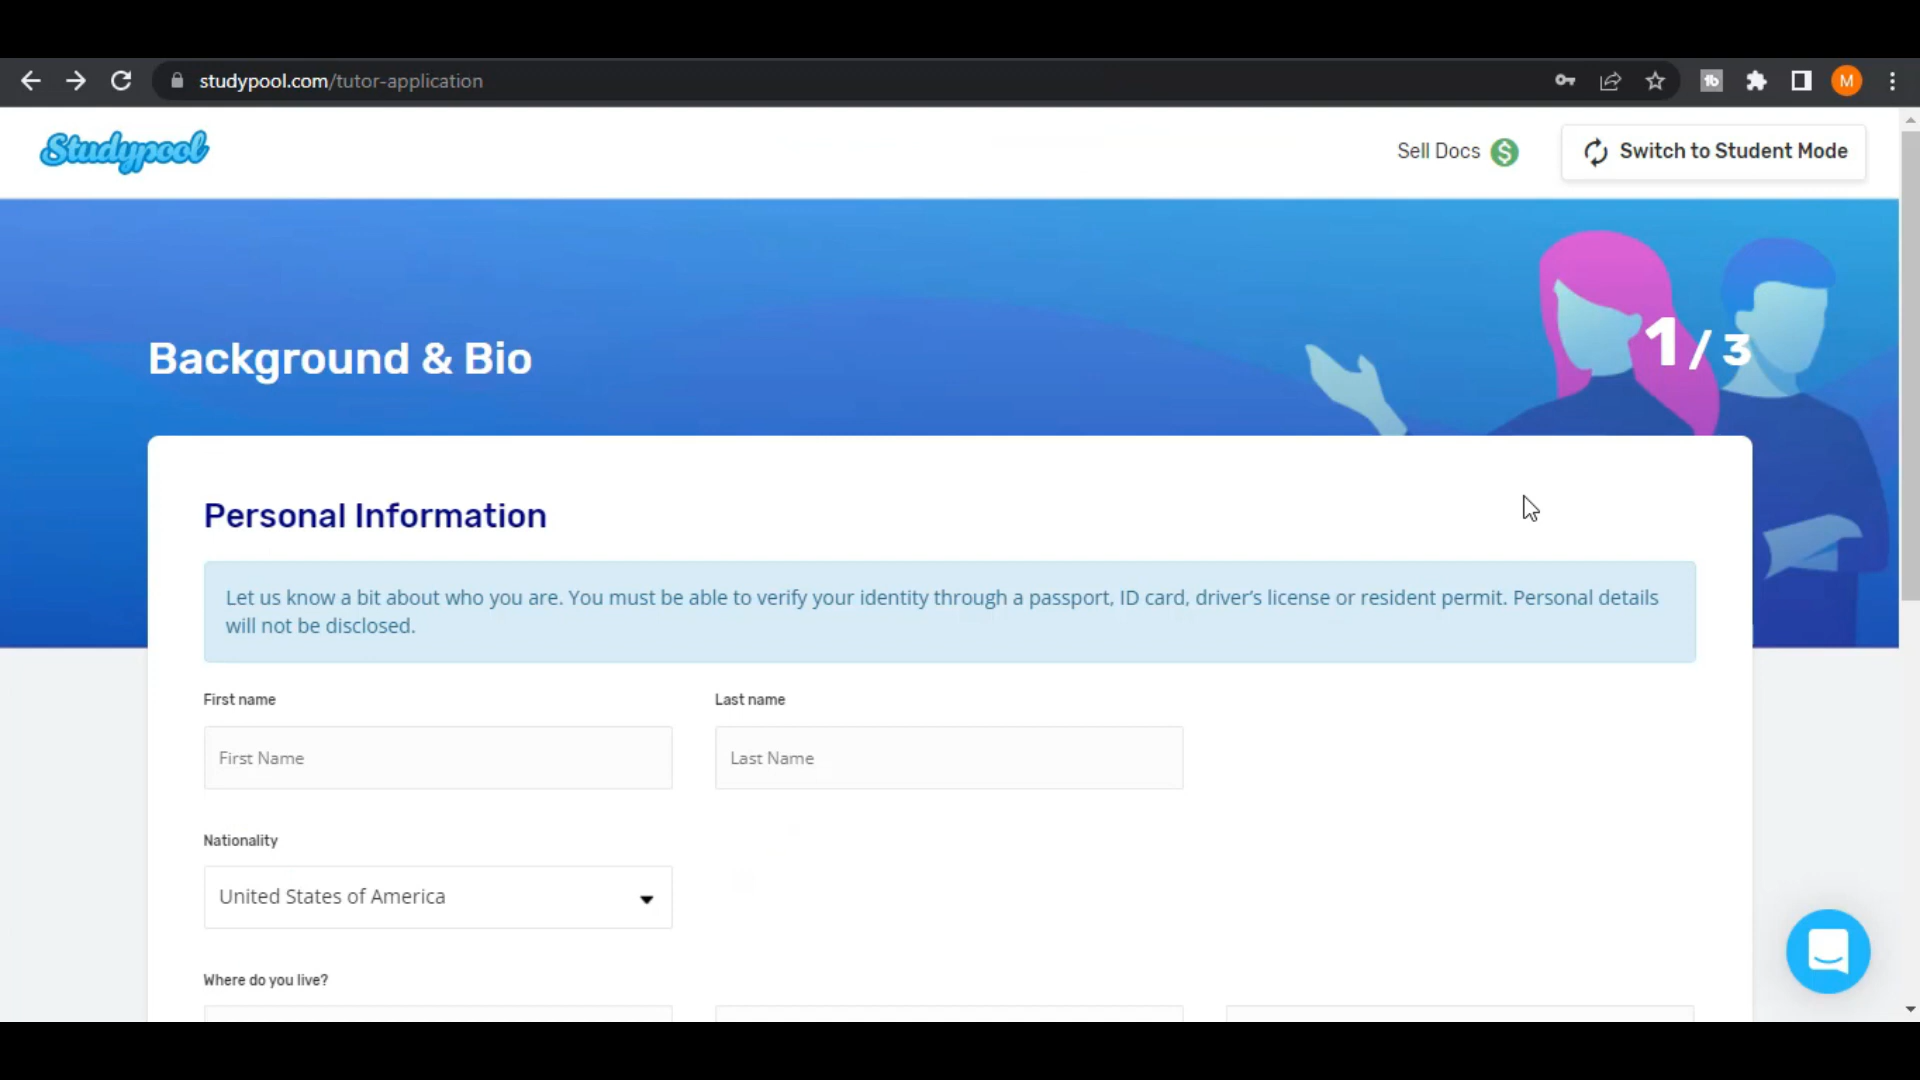 studypool.com/tutor-application
tb
M
Studypool
Sell Docs $
Switch to Student Mode
Background & Bio
1 / 3
Personal Information
Let us know a bit about who you are. You must be able to verify your identity through a passport, ID card, driver's license or resident permit. Personal details
will not be disclosed.
First name
Last name
First Name
Last Name
Nationality
United States of America
Where do you live?